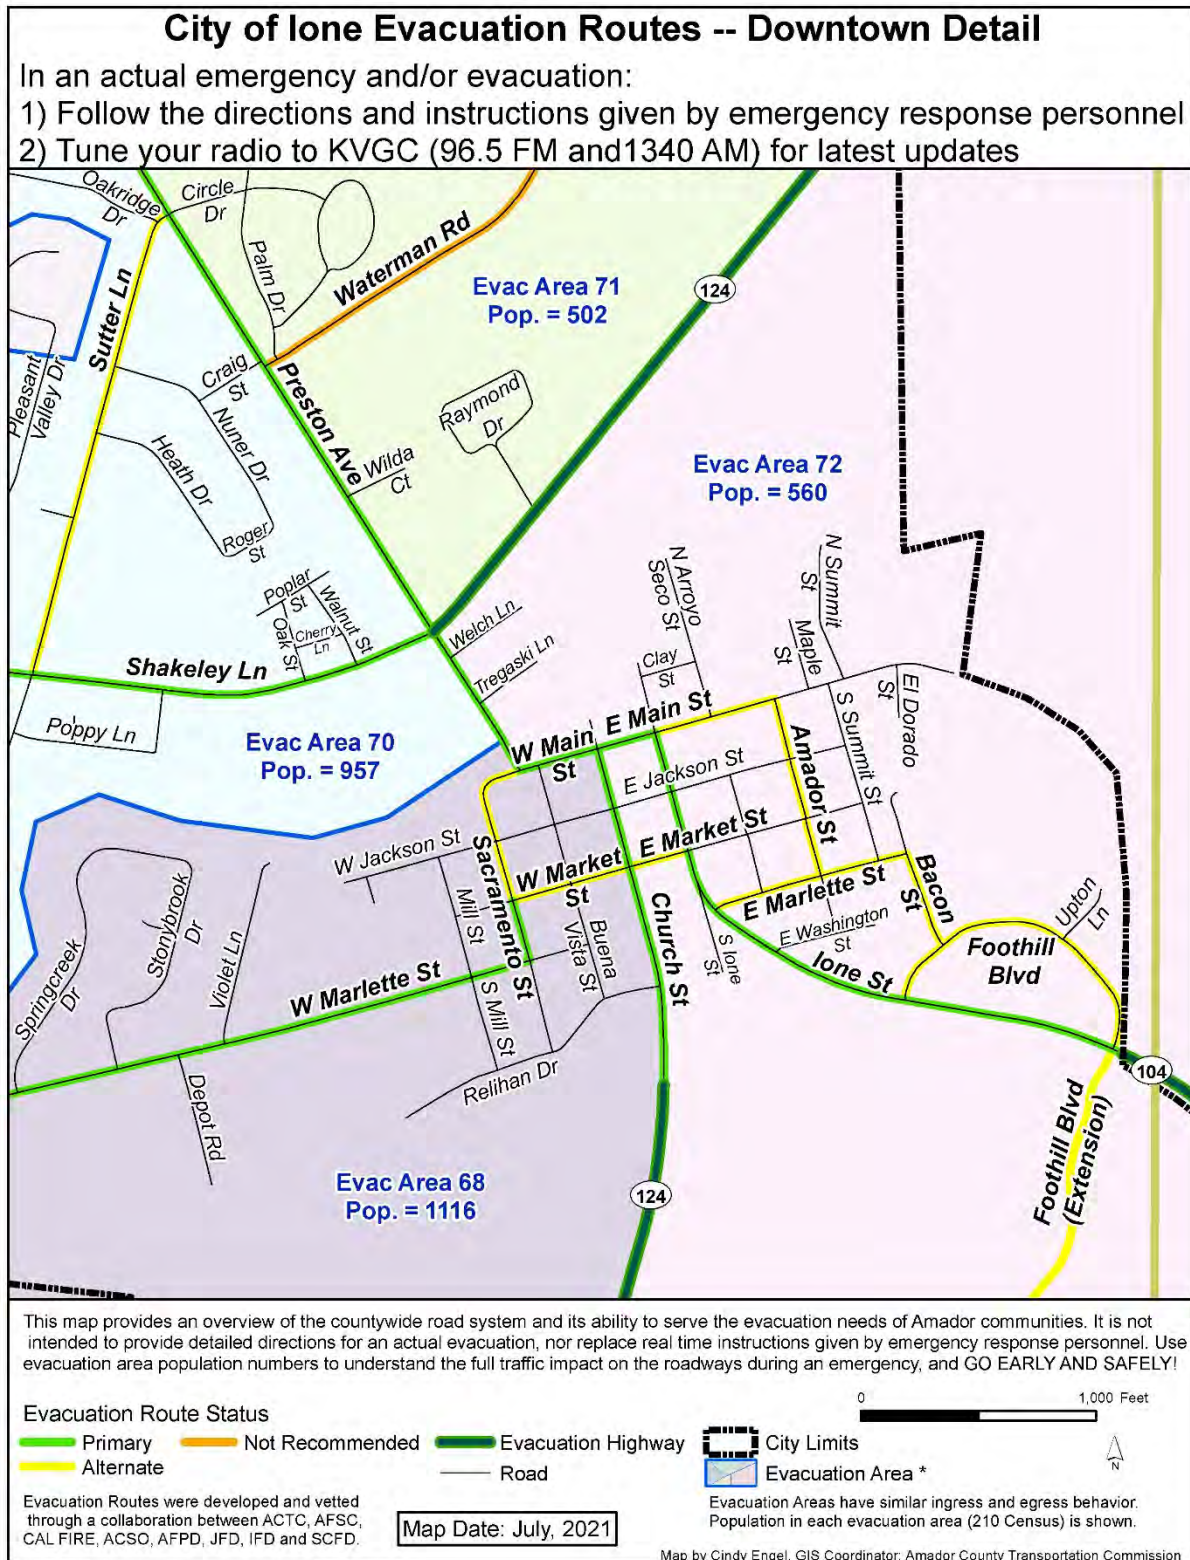 City of Ione Evacuation Routes -- Downtown Detail
In an actual emergency and/or evacuation:
1) Follow the directions and instructions given by emergency response personnel
2) Tune your radio to KVGC (96.5 FM and1340 AM) for latest updates
Oakridge
Dr
Circle
Dr
Palm Dr
Waterman Rd
Evac Area 71
Pop. = 502
124
Sutter Ln
Pleasant
Valley Dr
Craig
St
Nuner Dr
Heath Dr
Roger
St
Preston Ave
Wilda
Ct
Raymond
Dr
Evac Area 72
Pop. = 560
Poplar
St
Oak St
Cherry
Ln
Walnut St
Welch Ln
Tregaski Ln
N Arroyo
Seco St
Clay
St
N Summit
St
Maple
St
Shakeley Ln
Poppy Ln
Evac Area 70
Pop. = 957
W Main
St
E Main St
E Jackson St
Amador St
S Summit St
El Dorado
St
W Jackson St
Sacramento St
W Market
St
E Market St
Mill St
Buena
Vista St
Church St
E Marlette St
Bacon
St
E Washington
St
S Ione
St
Ione St
Upton
Ln
Foothill
Blvd
Springcreek
Dr
Stonybrook
Dr
Violet Ln
W Marlette St
S Mill St
Relihan Dr
Depot Rd
104
Foothill Blvd
(Extension)
Evac Area 68
Pop. = 1116
124
This map provides an overview of the countywide road system and its ability to serve the evacuation needs of Amador communities. It is not
intended to provide detailed directions for an actual evacuation, nor replace real time instructions given by emergency response personnel. Use
evacuation area population numbers to understand the full traffic impact on the roadways during an emergency, and GO EARLY AND SAFELY!
0 1,000 Feet
Evacuation Route Status
Primary
Not Recommended
Evacuation Highway
City Limits
Alternate
Road
Evacuation Area *
N
Evacuation Routes were developed and vetted
through a collaboration between ACTC, AFSC,
CAL FIRE, ACSO, AFPD, JFD, IFD and SCFD.
Map Date: July, 2021
Evacuation Areas have similar ingress and egress behavior.
Population in each evacuation area (210 Census) is shown.
Map by Cindy Engel, GIS Coordinator; Amador County Transportation Commission